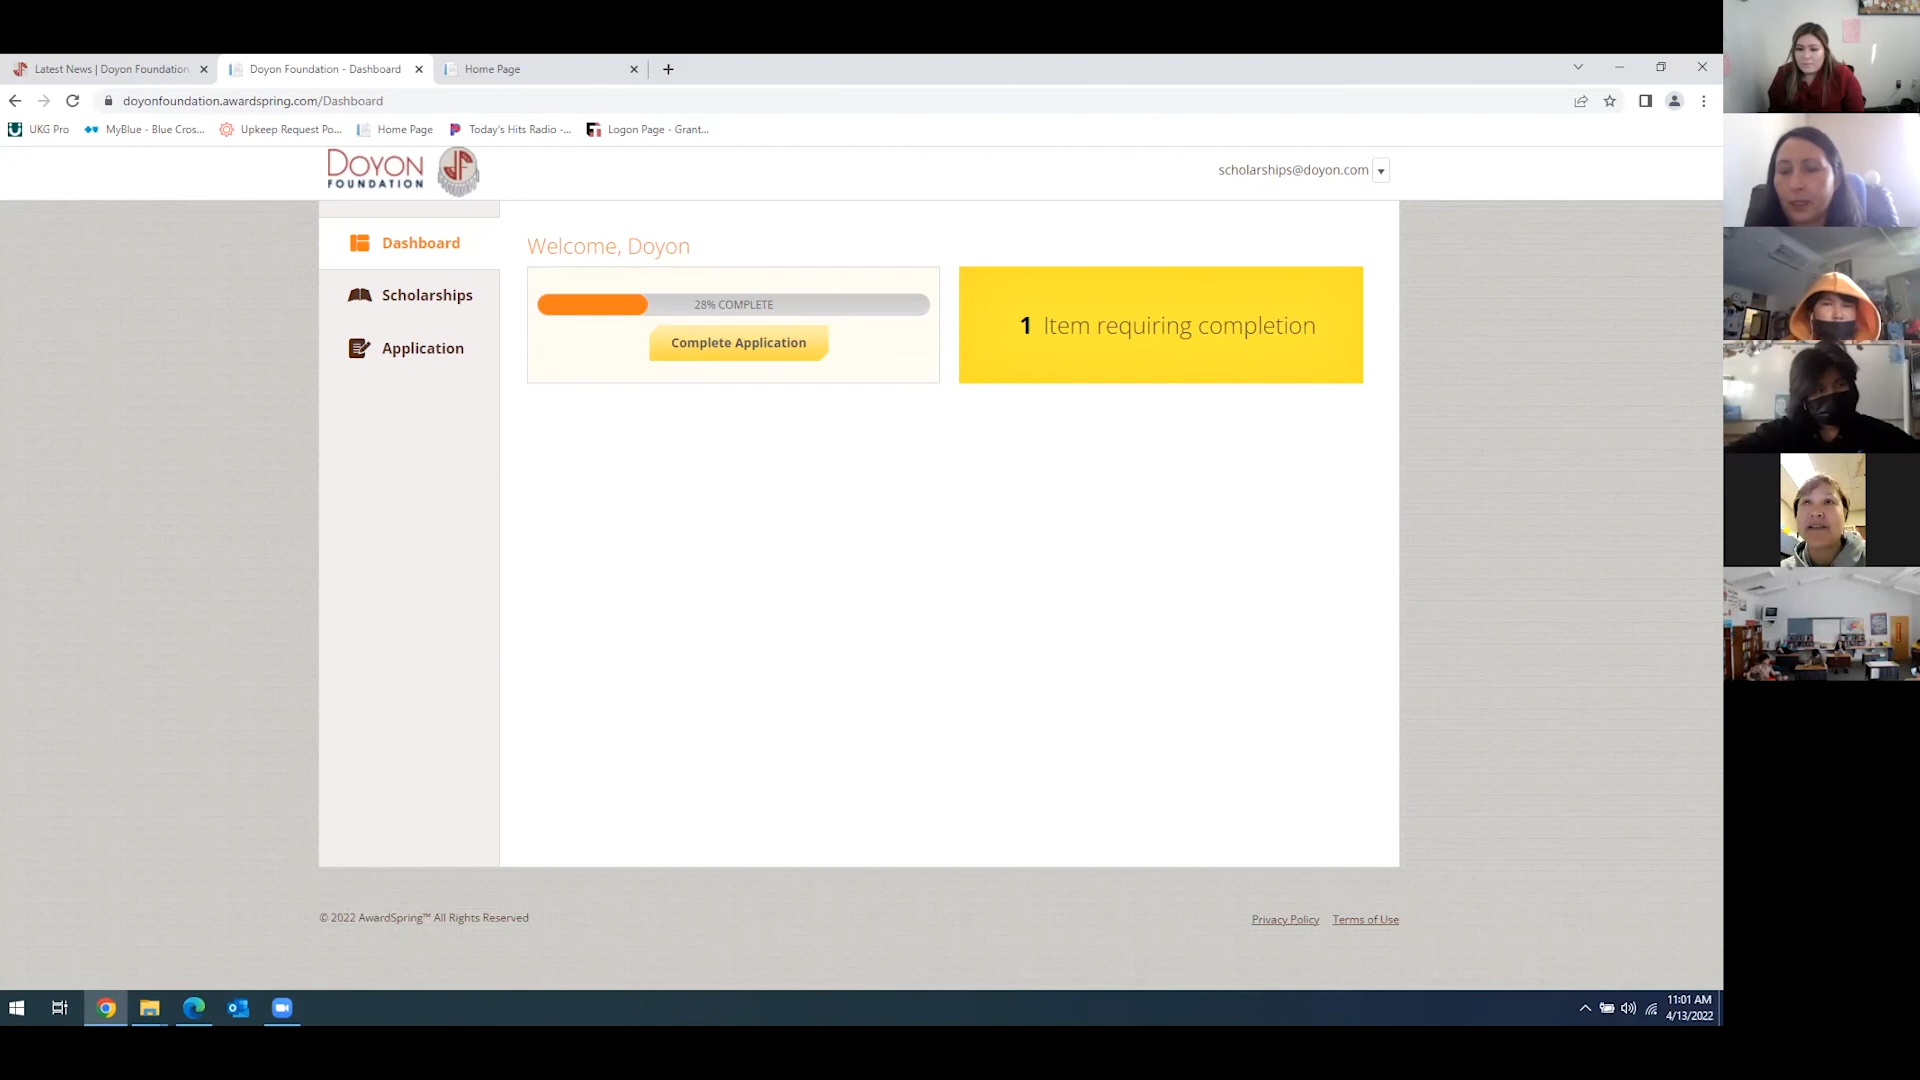 Latest News | Doyon Foundation
Doyon Foundation - Dashboard
Home Page
doyonfoundation.awardspring.com/Dashboard
UKG Pro
MyBlue - Blue Cros...
Upkeep Request Po...
Home Page
Today's Hits Radio -...
Logon Page - Grant...
DOYON
FOUNDATION
scholarships@doyon.com
Dashboard
Scholarships
Application
Welcome, Doyon
28% COMPLETE
Complete Application
1 Item requiring completion
© 2022 AwardSpring™ All Rights Reserved
Privacy Policy
Terms of Use
11:01 AM
4/13/2022